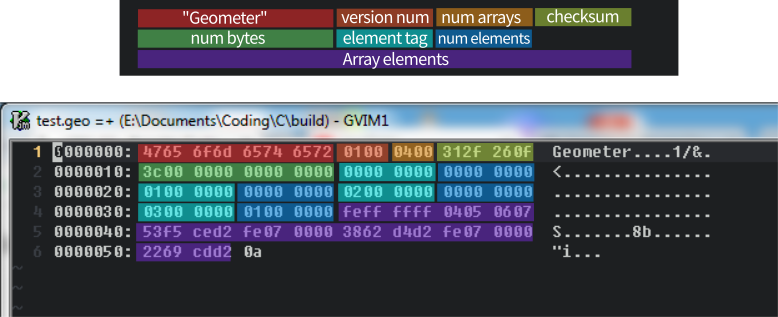 "Geometer" version num num arrays checksum
num bytes element tag num elements
Array elements
test.geo =+ (E:\Documents\Coding\C\build) - GVIM1
1 0000000: 4765 6f6d 6574 6572 0100 0400 312f 260f Geometer....1/&.
2 0000010: 3c00 0000 0000 0000 0000 0000 0000 0000 <...............
3 0000020: 0100 0000 0000 0000 0200 0000 0000 0000 ................
4 0000030: 0300 0000 0100 0000 feff ffff 0405 0607 ................
5 0000040: 53f5 ced2 fe07 0000 3862 d4d2 fe07 0000 S.......8b......
6 0000050: 2269 cdd2 0a "i...
~
~
~